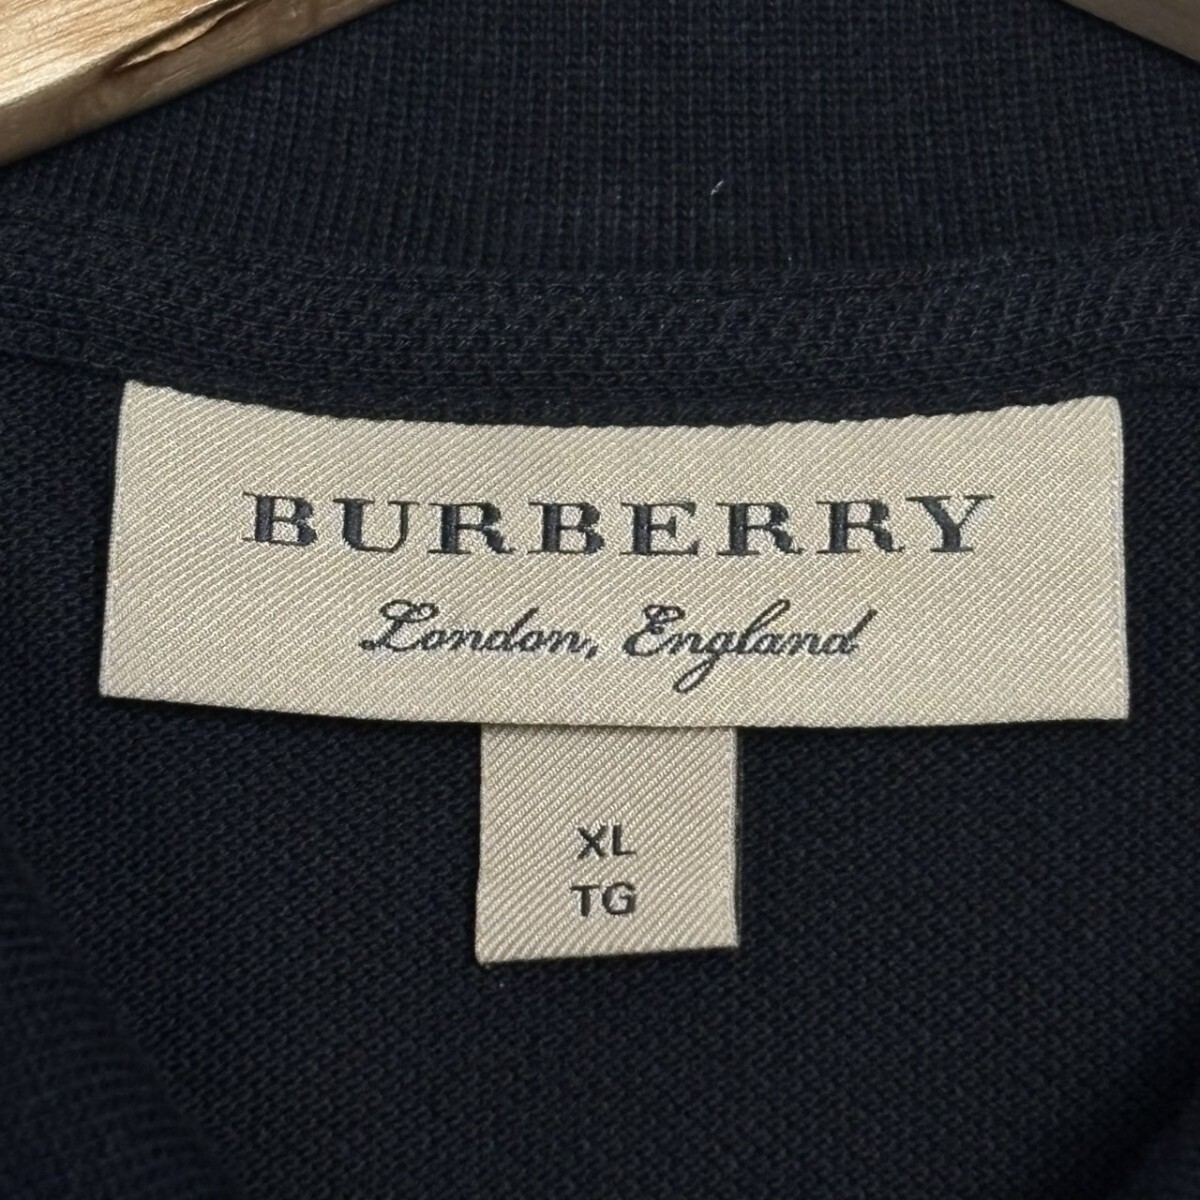 BURBERRY
London, England
XL
TG